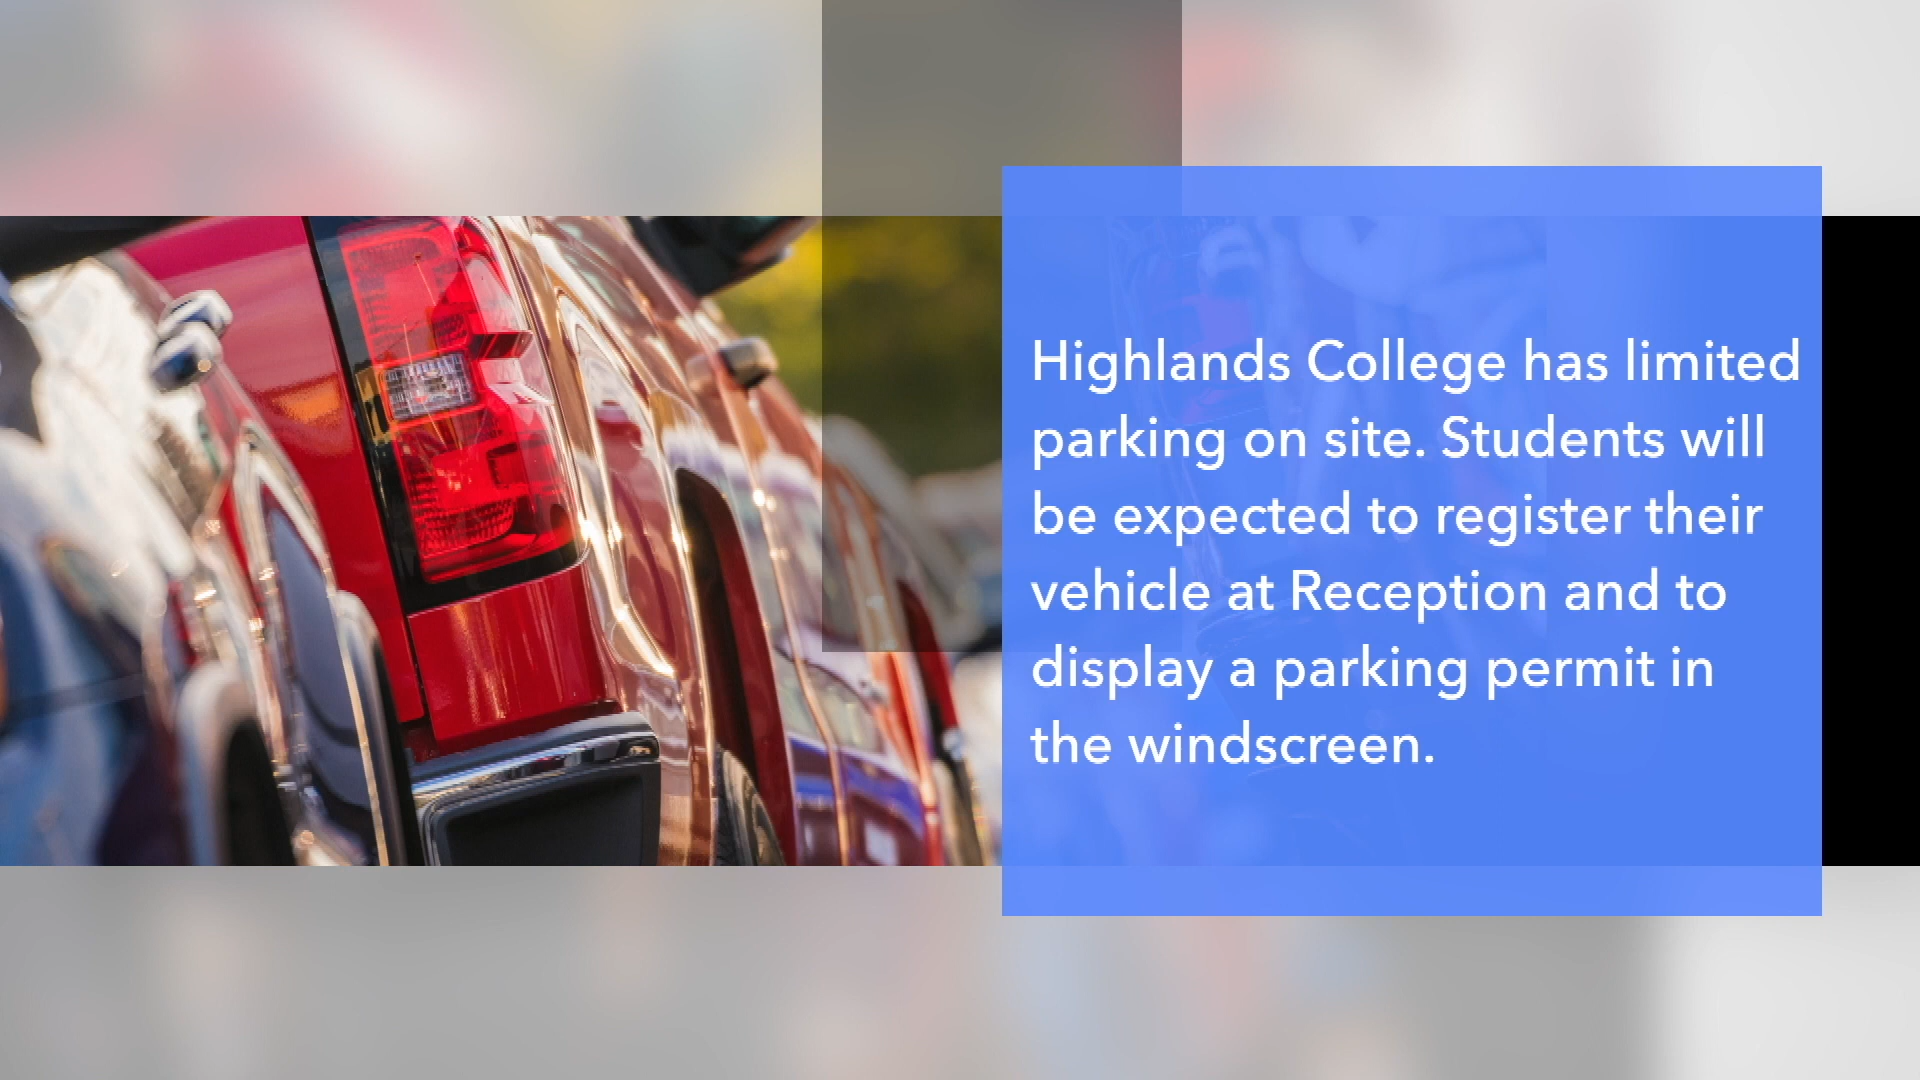 Highlands College has limited
parking on site. Students will
be expected to register their
vehicle at Reception and to
display a parking permit in
the windscreen.